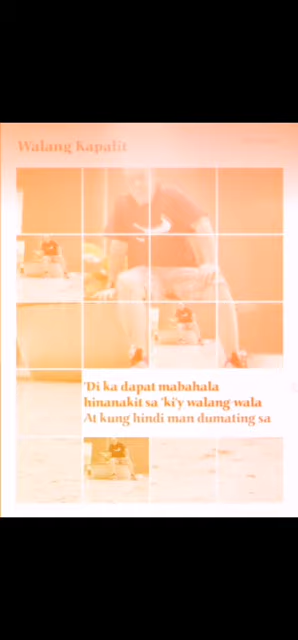 Walang Kapalit
'Di ka dapat mabahala
hinanakit sa 'ki'y walang wala
At kung hindi man dumating sa